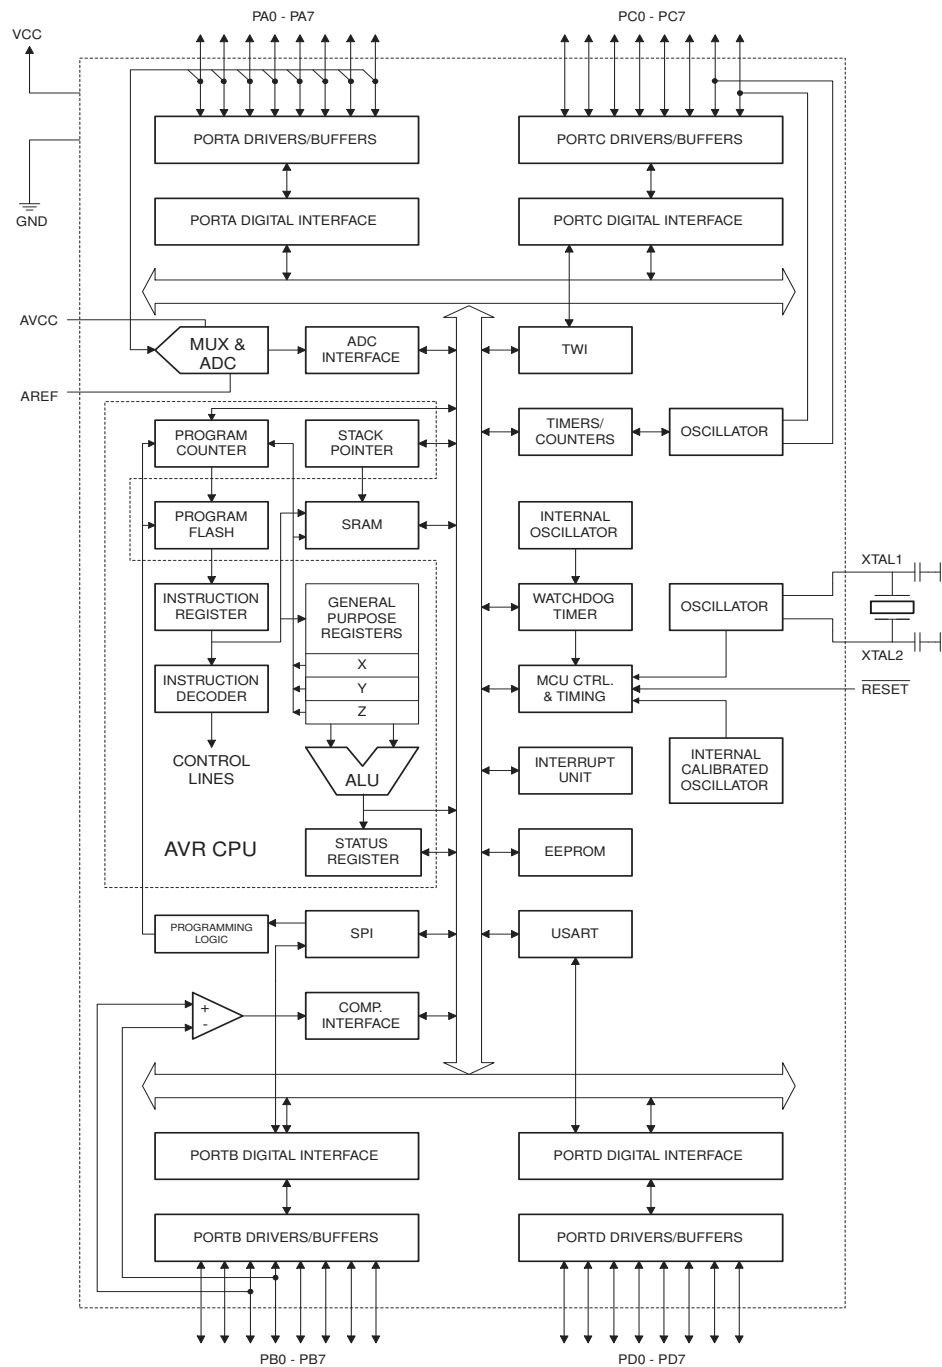 PA0 - PA7
PC0 - PC7
VCC
GND
PORTA DRIVERS/BUFFERS
PORTC DRIVERS/BUFFERS
PORTA DIGITAL INTERFACE
PORTC DIGITAL INTERFACE
AVCC
AREF
MUX &
ADC
ADC
INTERFACE
TWI
PROGRAM
COUNTER
STACK
POINTER
TIMERS/
COUNTERS
OSCILLATOR
PROGRAM
FLASH
SRAM
INTERNAL
OSCILLATOR
XTAL1
INSTRUCTION
REGISTER
GENERAL
PURPOSE
REGISTERS
WATCHDOG
TIMER
OSCILLATOR
XTAL2
X
Y
Z
INSTRUCTION
DECODER
MCU CTRL.
& TIMING
RESET
CONTROL
LINES
ALU
INTERRUPT
UNIT
INTERNAL
CALIBRATED
OSCILLATOR
AVR CPU
STATUS
REGISTER
EEPROM
PROGRAMMING
LOGIC
SPI
USART
+
-
COMP.
INTERFACE
PORTB DIGITAL INTERFACE
PORTD DIGITAL INTERFACE
PORTB DRIVERS/BUFFERS
PORTD DRIVERS/BUFFERS
PB0 - PB7
PD0 - PD7